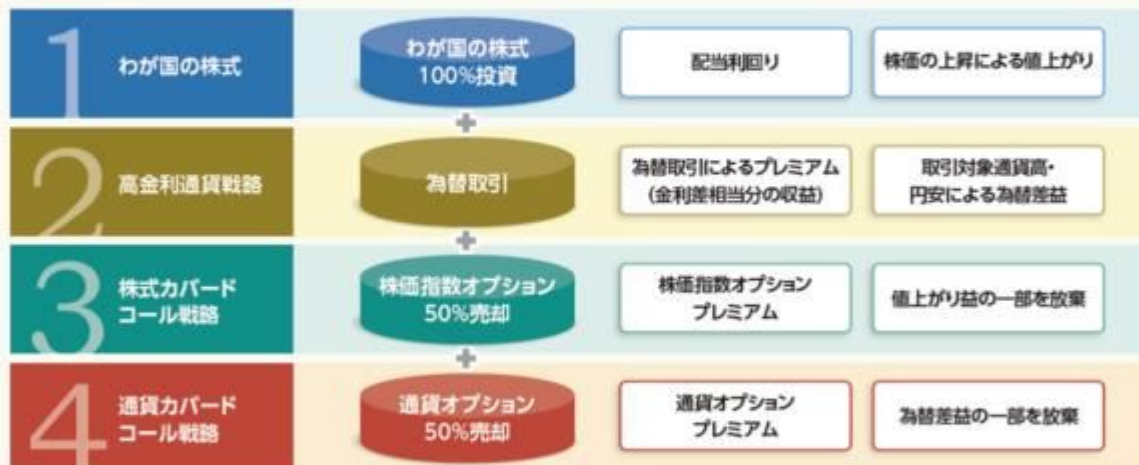 1
わが国の株式
わが国の株式
100%投資
配当利回り
株価の上昇による値上がり
2
高金利通貨戦略
為替取引
為替取引によるプレミアム
(金利差相当分の収益)
取引対象通貨高・
円安による為替差益
3
株式カバード
コール戦略
株価指数オプション
50%売却
株価指数オプション
プレミアム
値上がり益の一部を放棄
4
通貨カバード
コール戦略
通貨オプション
50%売却
通貨オプション
プレミアム
為替差益の一部を放棄